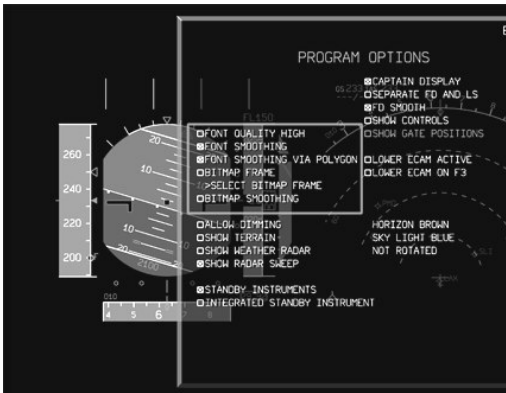 E
PROGRAM OPTIONS
CAPTAIN DISPLAY
SEPARATE FD AND LS
FD SMOOTH
SHOW CONTROLS
SHOW GATE POSITIONS
FL150
FONT QUALITY HIGH
FONT SMOOTHING
FONT SMOOTHING VIA POLYGON
BITMAP FRAME
>SELECT BITMAP FRAME
BITMAP SMOOTHING
LOWER ECAM ACTIVE
LOWER ECAM ON F3
ALLOW DIMMING
SHOW TERRAIN
SHOW WEATHER RADAR
SHOW RADAR SWEEP
HORIZON BROWN
SKY LIGHT BLUE
NOT ROTATED
STANDBY INSTRUMENTS
INTEGRATED STANDBY INSTRUMENT
260
240
220
200
F
20
10
10
20
2100
010
4 5 6 7 8